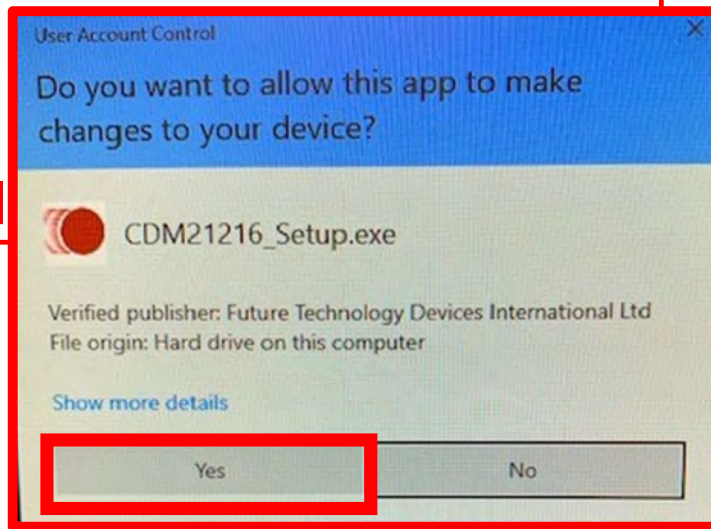 User Account Control
Do you want to allow this app to make
changes to your device?
CDM21216_Setup.exe
Verified publisher: Future Technology Devices International Ltd
File origin: Hard drive on this computer
Show more details
Yes
No